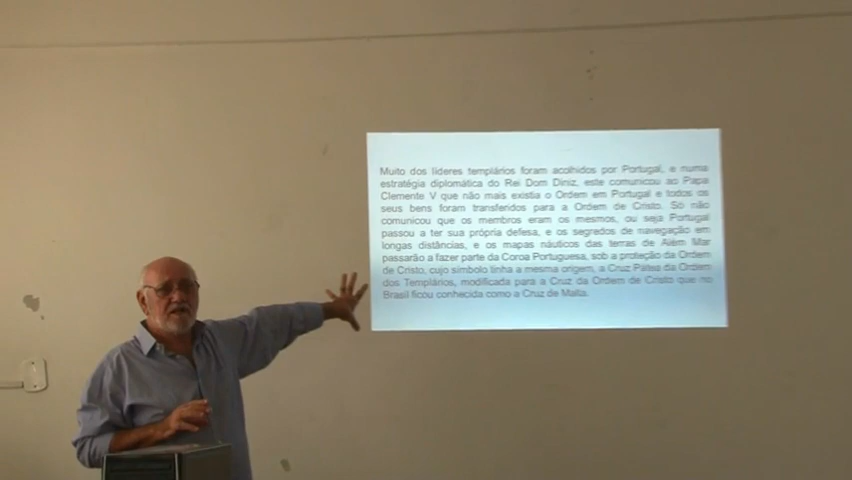 Muito dos líderes templários foram acolhidos por Portugal, e numa
estratégia diplomática do Rei Dom Diniz, este comunicou ao Papa
Clemente V que não mais existia o Ordem em Portugal e todos os
seus bens foram transferidos para a Ordem de Cristo. Só não
comunicou que os membros eram os mesmos, ou seja Portugal
passou a ter sua própria defesa, e os segredos de navegação em
longas distâncias, e os mapas náuticos das terras de Além Mar
passarão a fazer parte da Coroa Portuguesa, sob a proteção da Ordem
de Cristo, cujo símbolo tinha a mesma origem, a Cruz Pátea da Ordem
dos Templários, modificada para a Cruz da Ordem de Cristo que no
Brasil ficou conhecida como a Cruz de Malta.